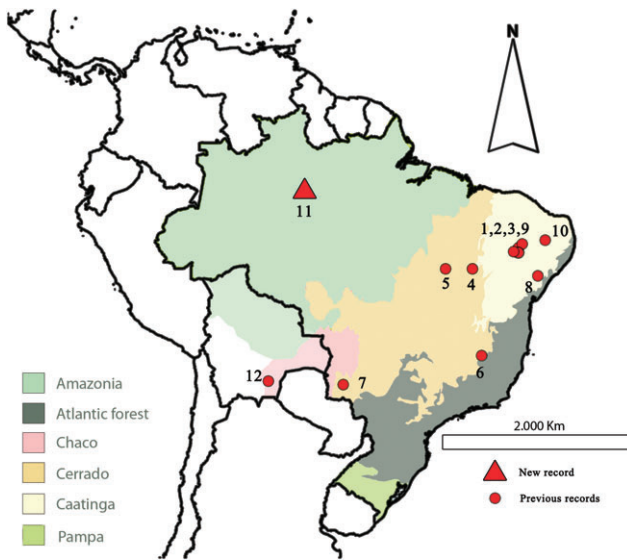 N
11
1,2,3,9
10
5
4
8
6
12
7
Amazonia
Atlantic forest
Chaco
Cerrado
Caatinga
Pampa
2.000 Km
New record
Previous records